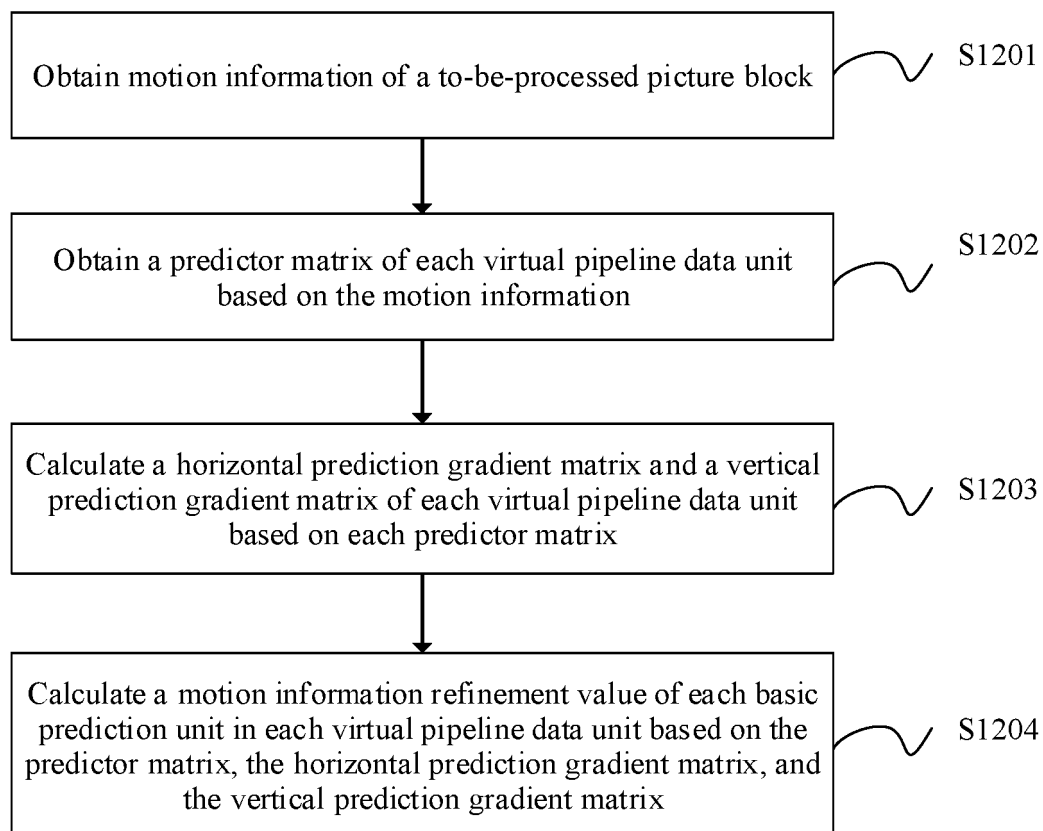 Obtain motion information of a to-be-processed picture block
S1201
Obtain a predictor matrix of each virtual pipeline data unit
based on the motion information
S1202
Calculate a horizontal prediction gradient matrix and a vertical
prediction gradient matrix of each virtual pipeline data unit
based on each predictor matrix
S1203
Calculate a motion information refinement value of each basic
prediction unit in each virtual pipeline data unit based on the
predictor matrix, the horizontal prediction gradient matrix, and
the vertical prediction gradient matrix
S1204